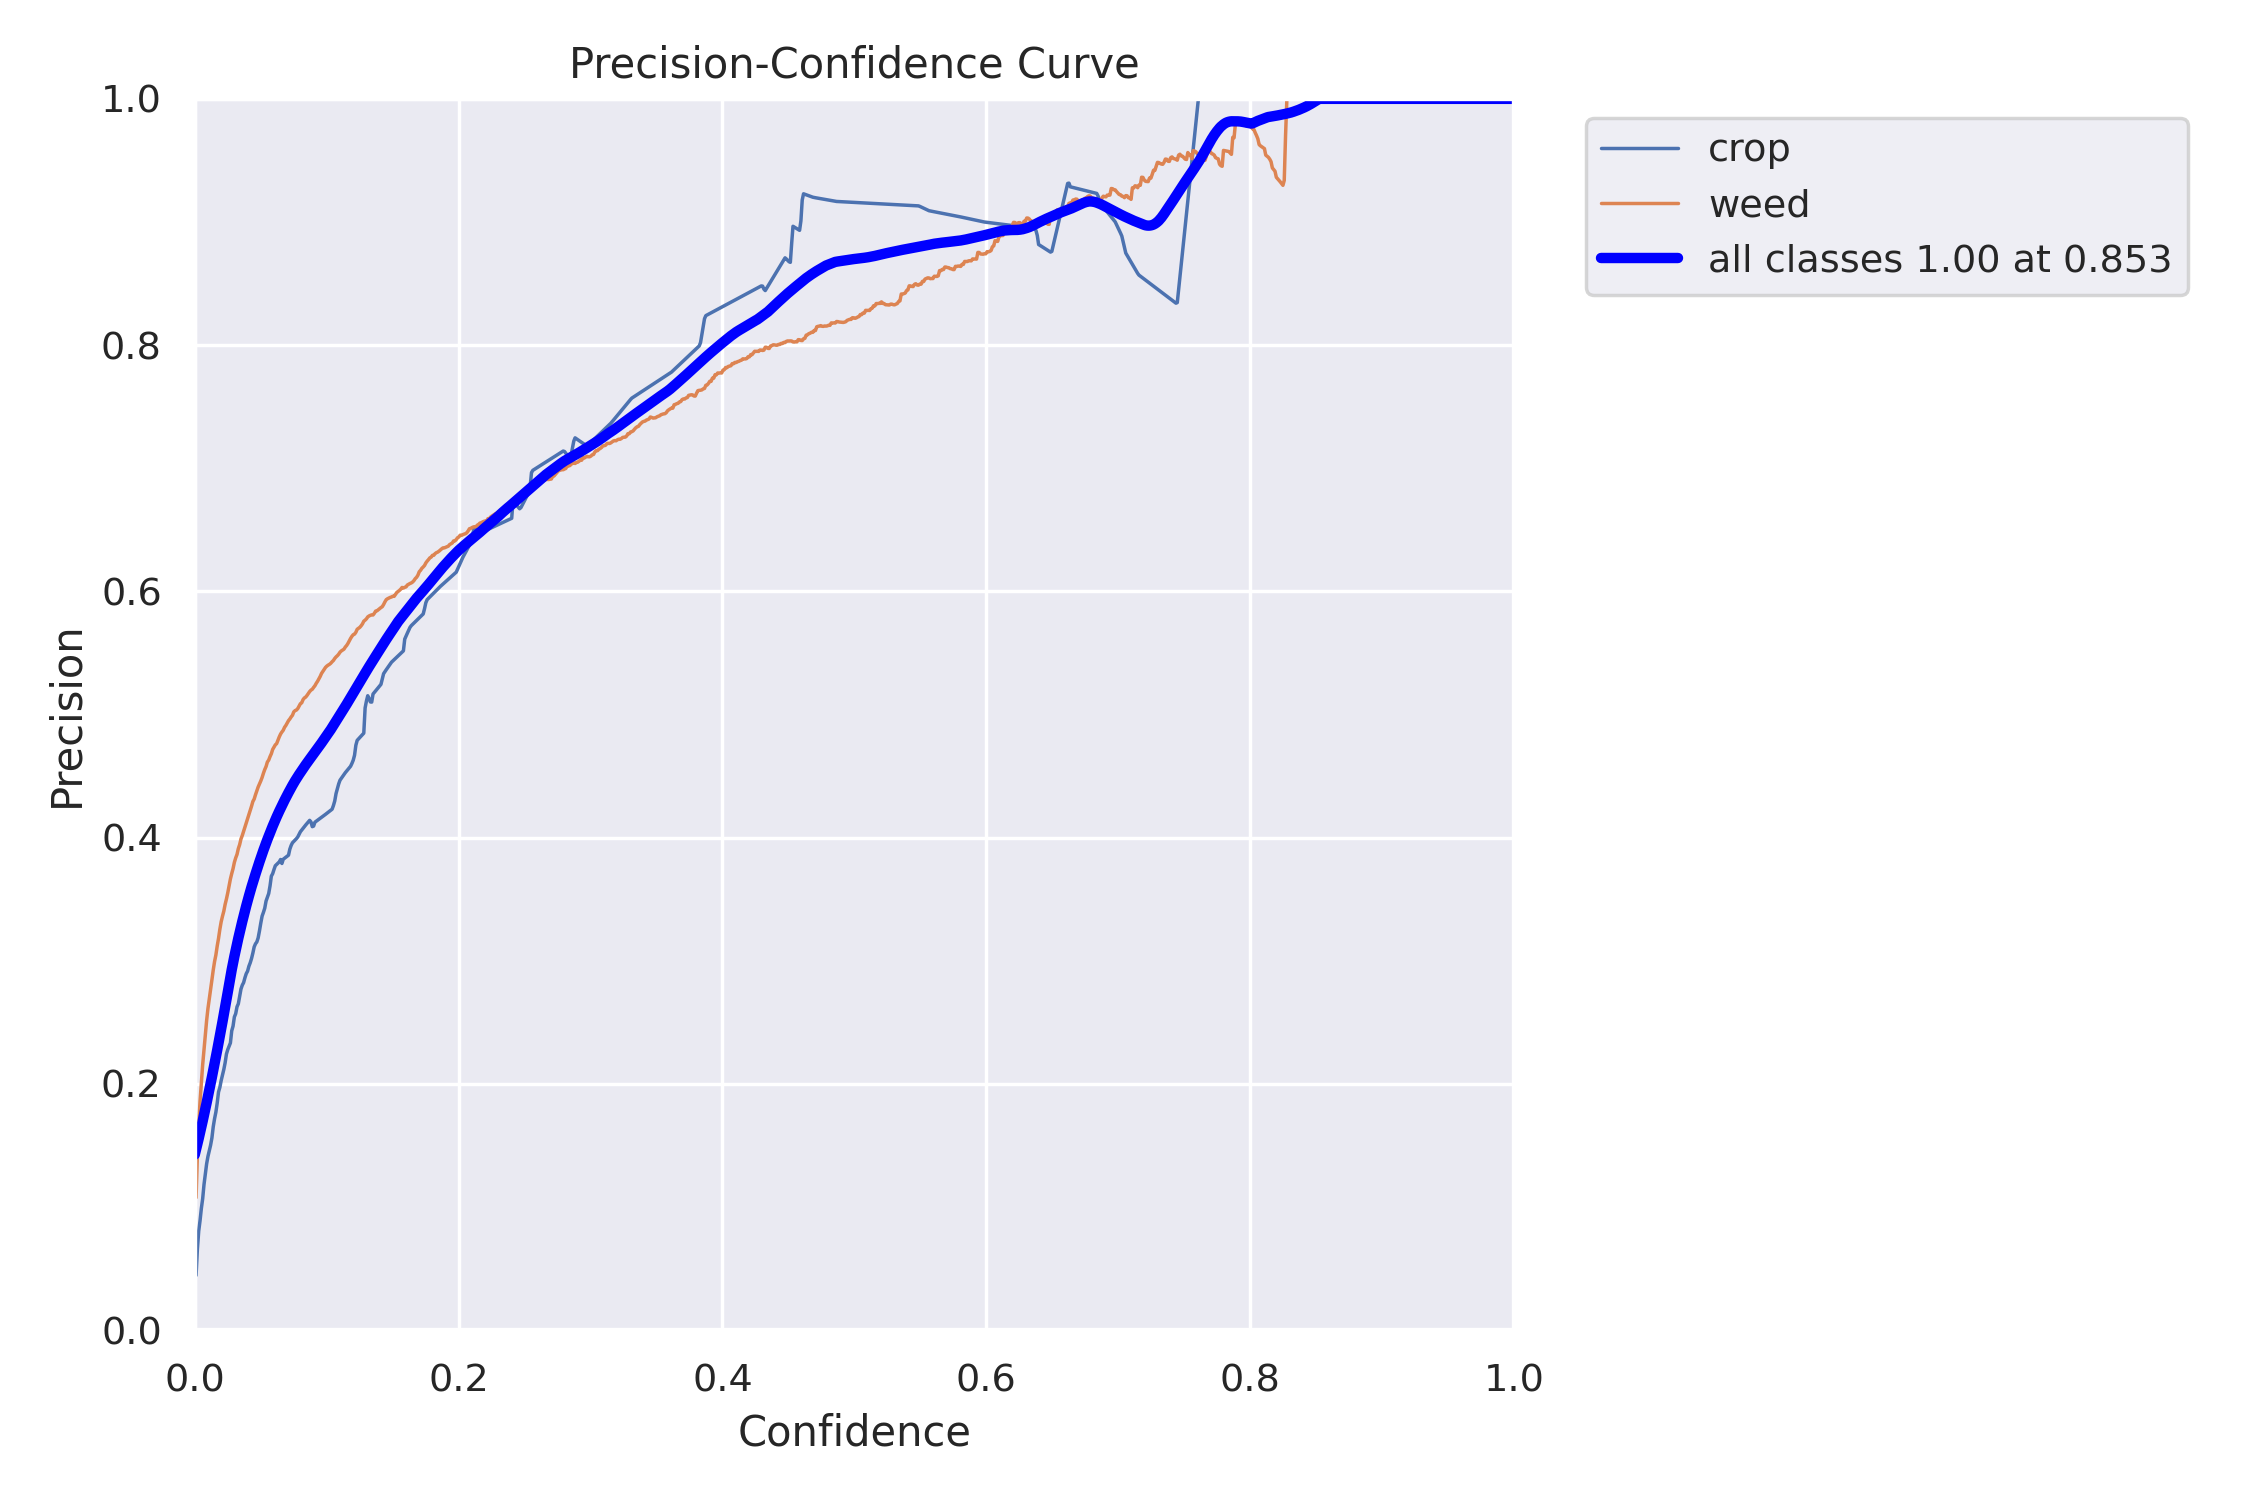 Precision-Confidence Curve
1.0
0.8
0.6
0.4
0.2
0.0
Precision
0.0 0.2 0.4 0.6 0.8 1.0
Confidence
crop
weed
all classes 1.00 at 0.853